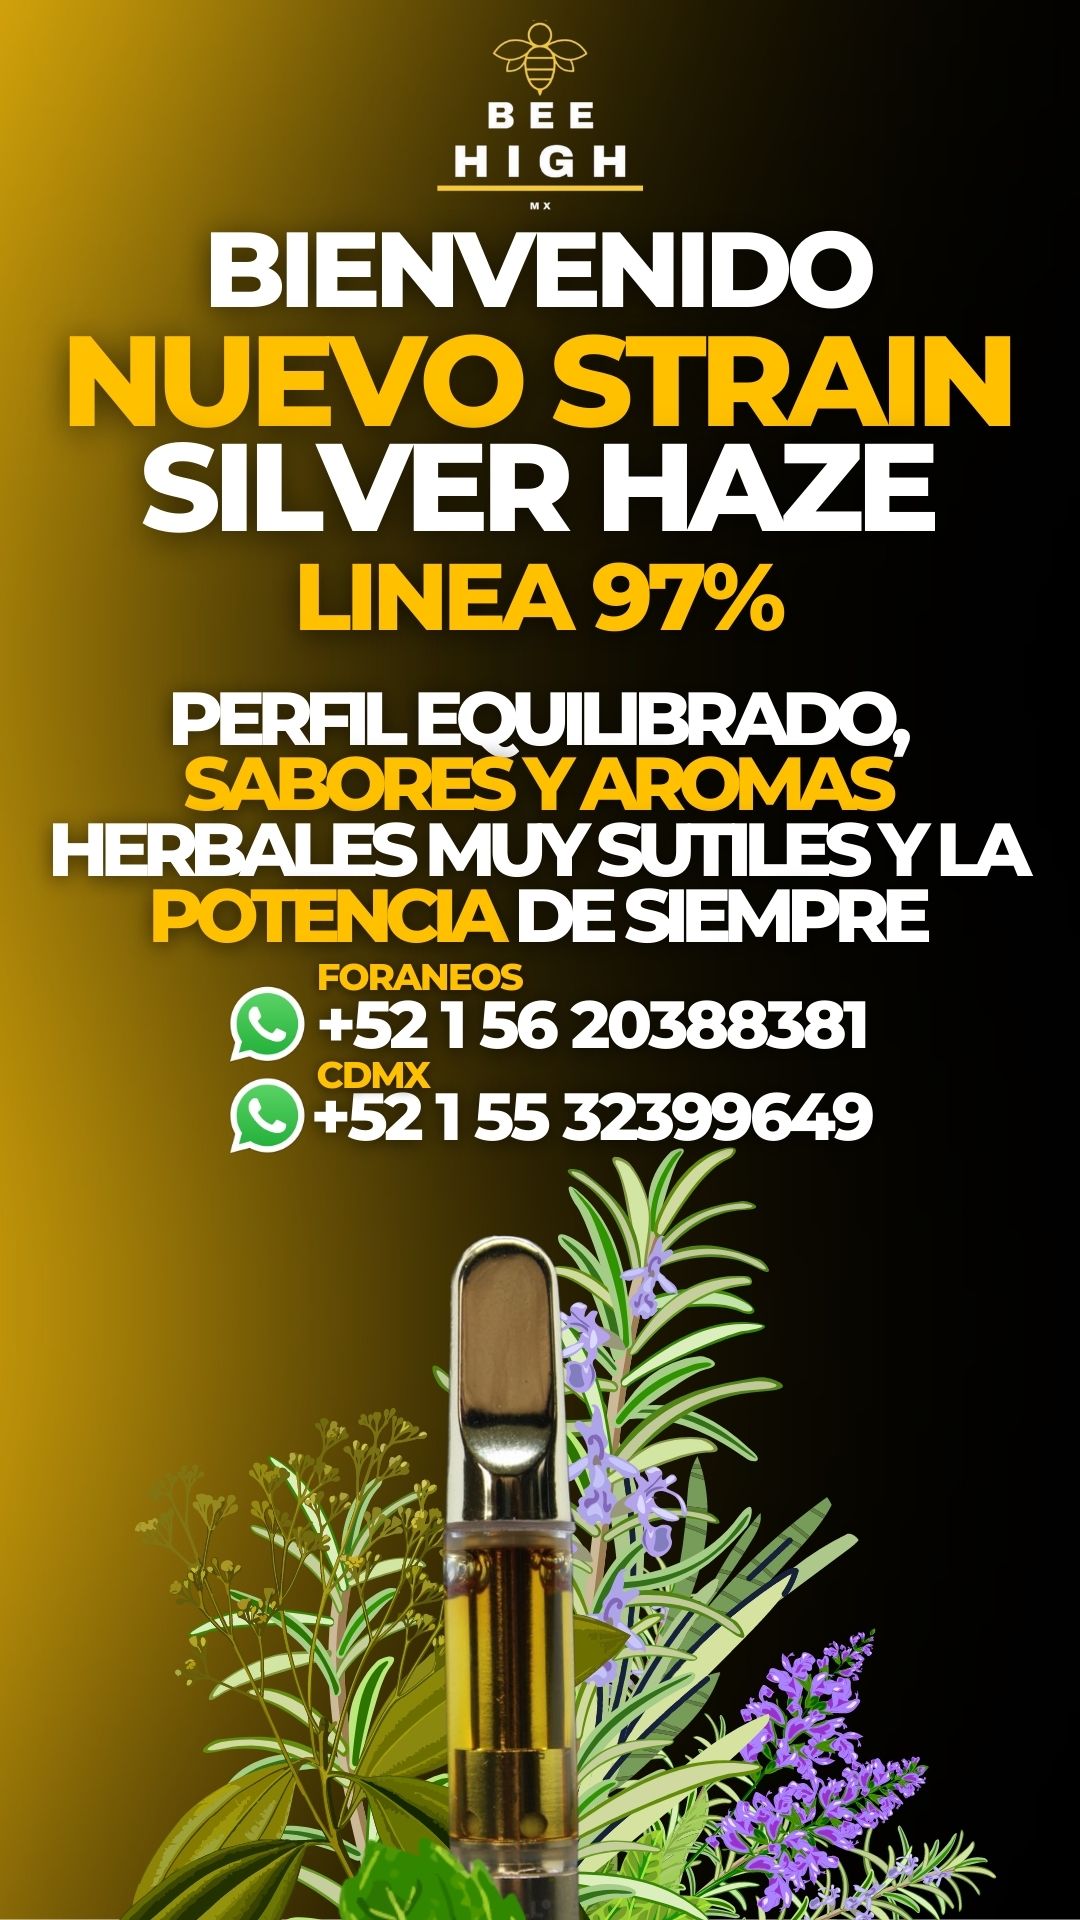 BEE
HIGH
MX
BIENVENIDO
NUEVO STRAIN
SILVER HAZE
LINEA 97%
PERFIL EQUILIBRADO,
SABORES Y AROMAS
HERBALES MUY SUTILES Y LA
POTENCIA DE SIEMPRE
FORANEOS
+52 1 56 20388381
CDMX
+52 1 55 32399649